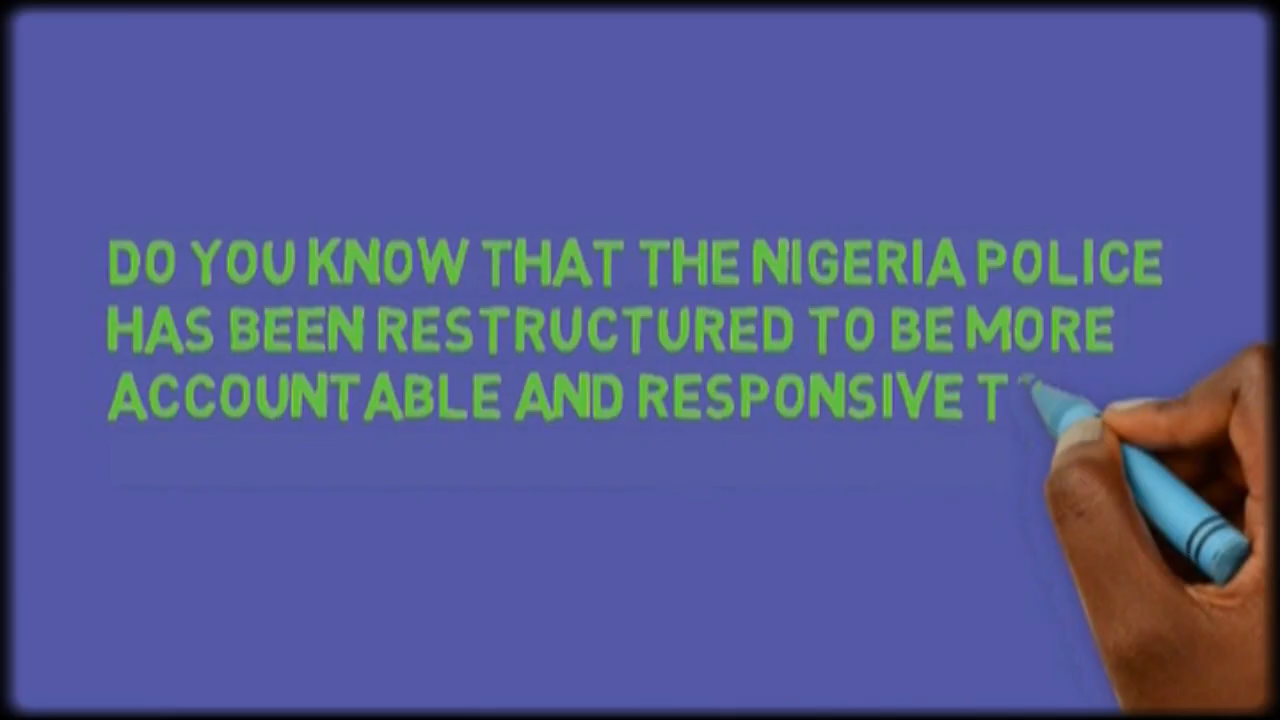 DO YOU KNOW THAT THE NIGERIA POLICE
HAS BEEN RESTRUCTURED TO BE MORE
ACCOUNTABLE AND RESPONSIVE T